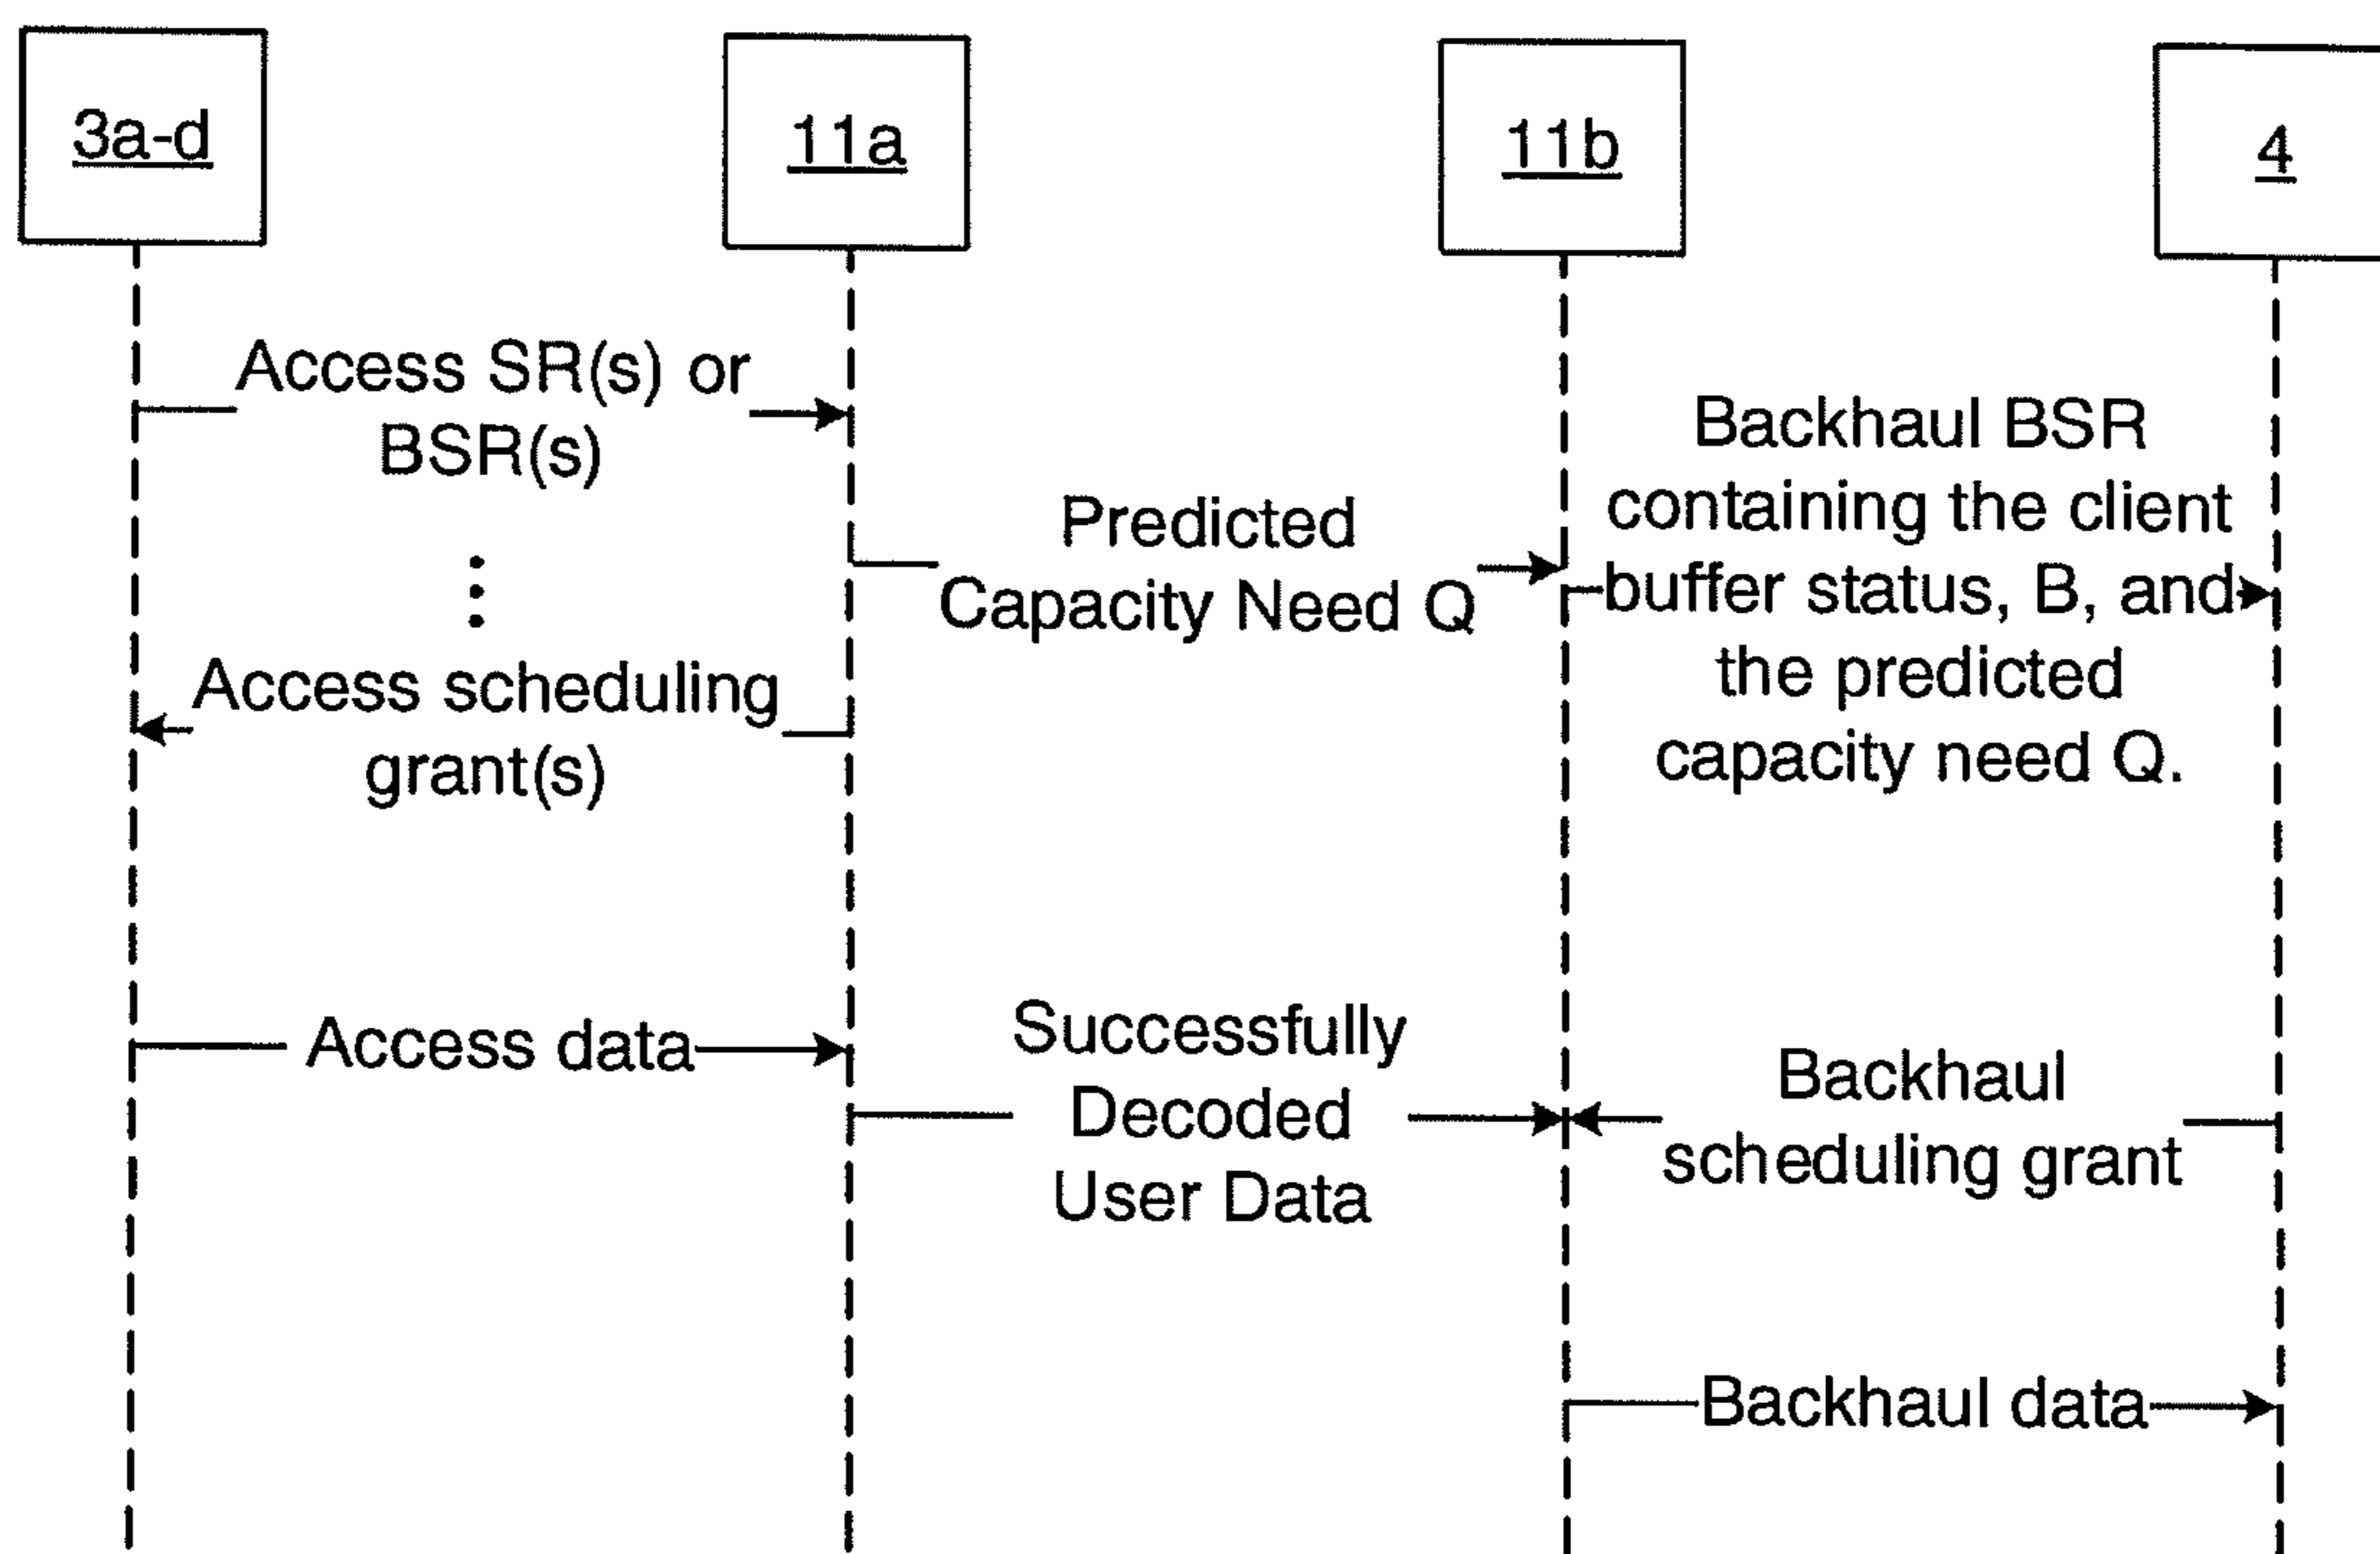 3a-d
11a
11b
4
Access SR(s) or
BSR(s)
Predicted
Capacity Need Q
Backhaul BSR
containing the client
buffer status, B, and
the predicted
capacity need Q.
Access scheduling
grant(s)
Access data
Successfully
Decoded
User Data
Backhaul
scheduling grant
Backhaul data